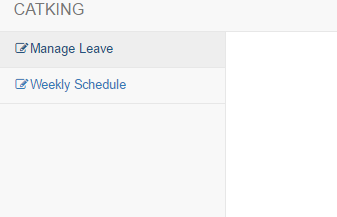 CATKING
Manage Leave
Weekly Schedule